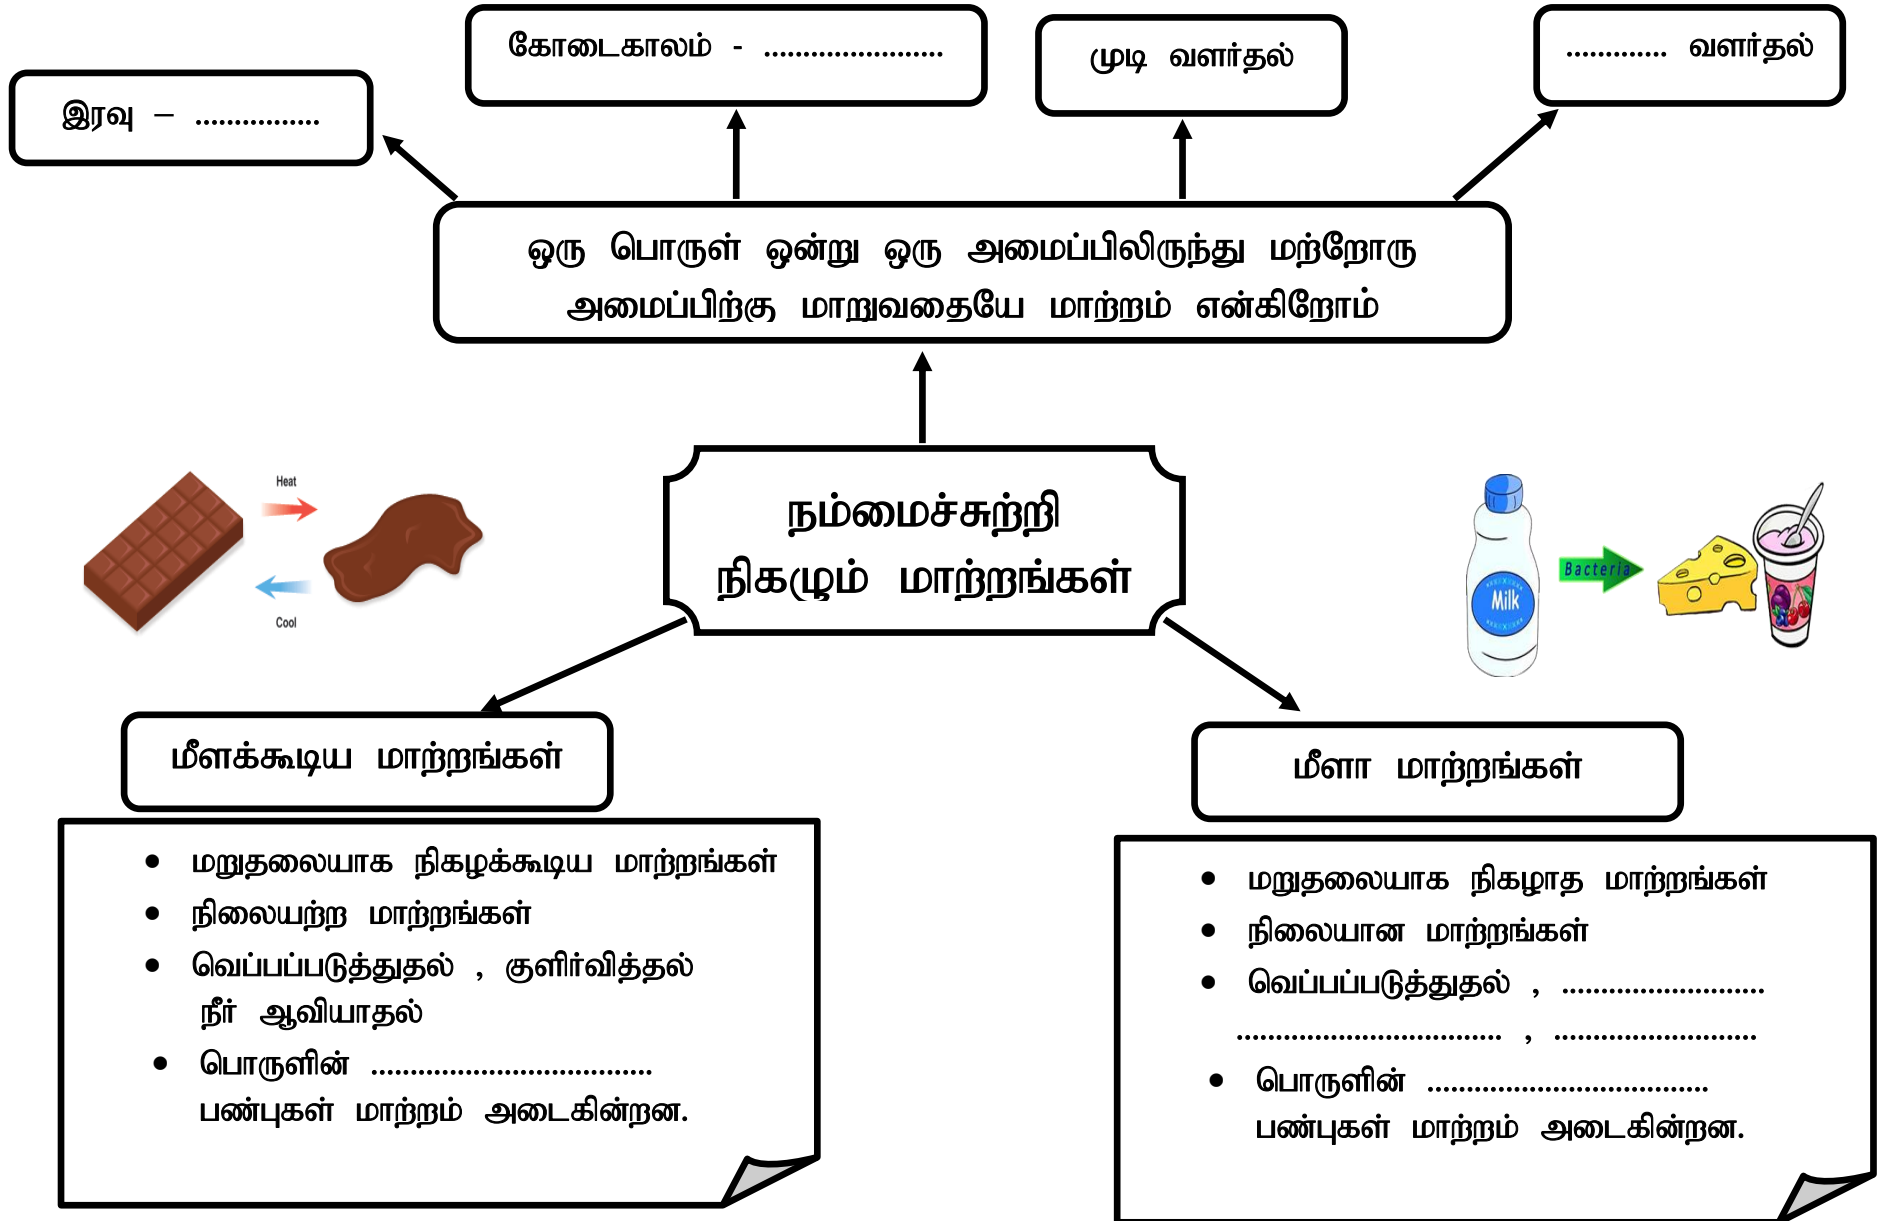 கோடைகாலம் - .......................
முடி வளர்தல்
............. வளர்தல்
இரவு – ................
ஒரு பொருள் ஒன்று ஒரு அமைப்பிலிருந்து மற்றோரு
அமைப்பிற்கு மாறுவதையே மாற்றம் என்கிறோம்
Heat
Cool
நம்மைச்சுற்றி
நிகழும் மாற்றங்கள்
Milk
Bacteria
மீளக்கூடிய மாற்றங்கள்
• மறுதலையாக நிகழக்கூடிய மாற்றங்கள்
• நிலையற்ற மாற்றங்கள்
• வெப்பப்படுத்துதல் , குளிர்வித்தல்
நீர் ஆவியாதல்
• பொருளின் ....................................
பண்புகள் மாற்றம் அடைகின்றன.
மீளா மாற்றங்கள்
• மறுதலையாக நிகழாத மாற்றங்கள்
• நிலையான மாற்றங்கள்
• வெப்பப்படுத்துதல் , ..........................
.................................. , ..........................
• பொருளின் ....................................
பண்புகள் மாற்றம் அடைகின்றன.